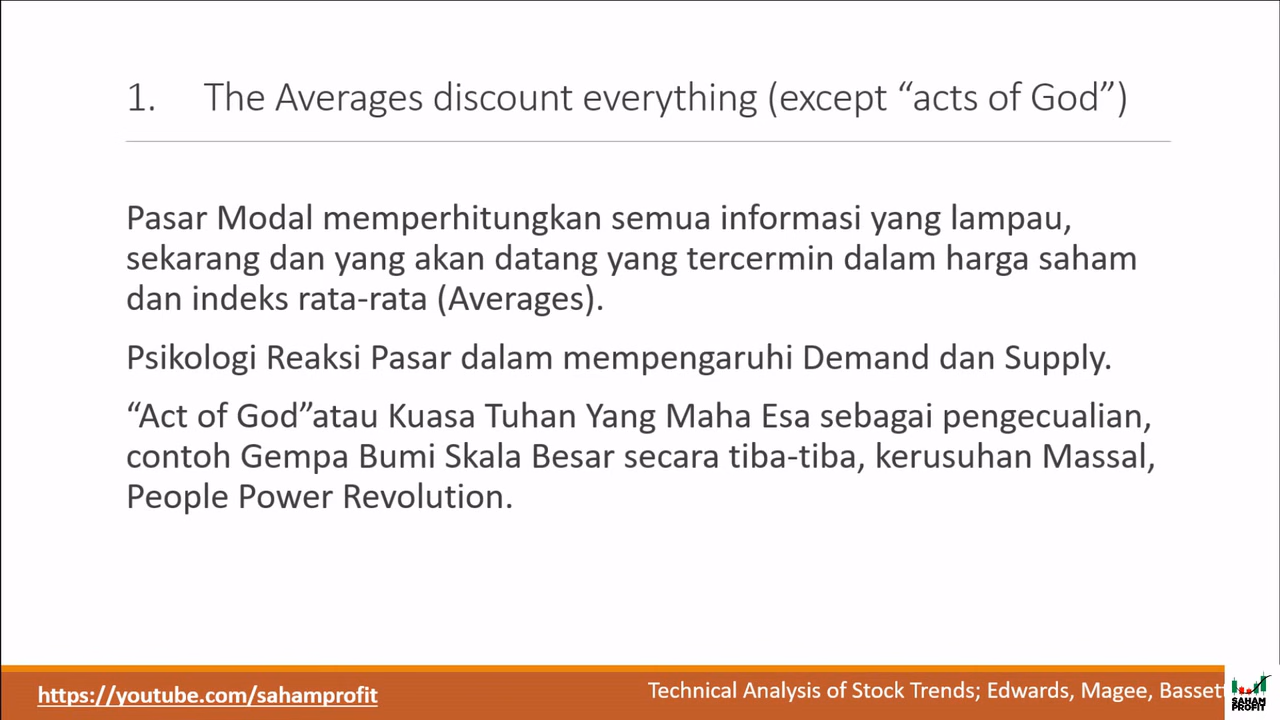 1. The Averages discount everything (except “acts of God”)
Pasar Modal memperhitungkan semua informasi yang lampau,
sekarang dan yang akan datang yang tercermin dalam harga saham
dan indeks rata-rata (Averages).
Psikologi Reaksi Pasar dalam mempengaruhi Demand dan Supply.
“Act of God”atau Kuasa Tuhan Yang Maha Esa sebagai pengecualian,
contoh Gempa Bumi Skala Besar secara tiba-tiba, kerusuhan Massal,
People Power Revolution.
https://youtube.com/sahamprofit
Technical Analysis of Stock Trends; Edwards, Magee, Bassett
SAHAM
PROFIT